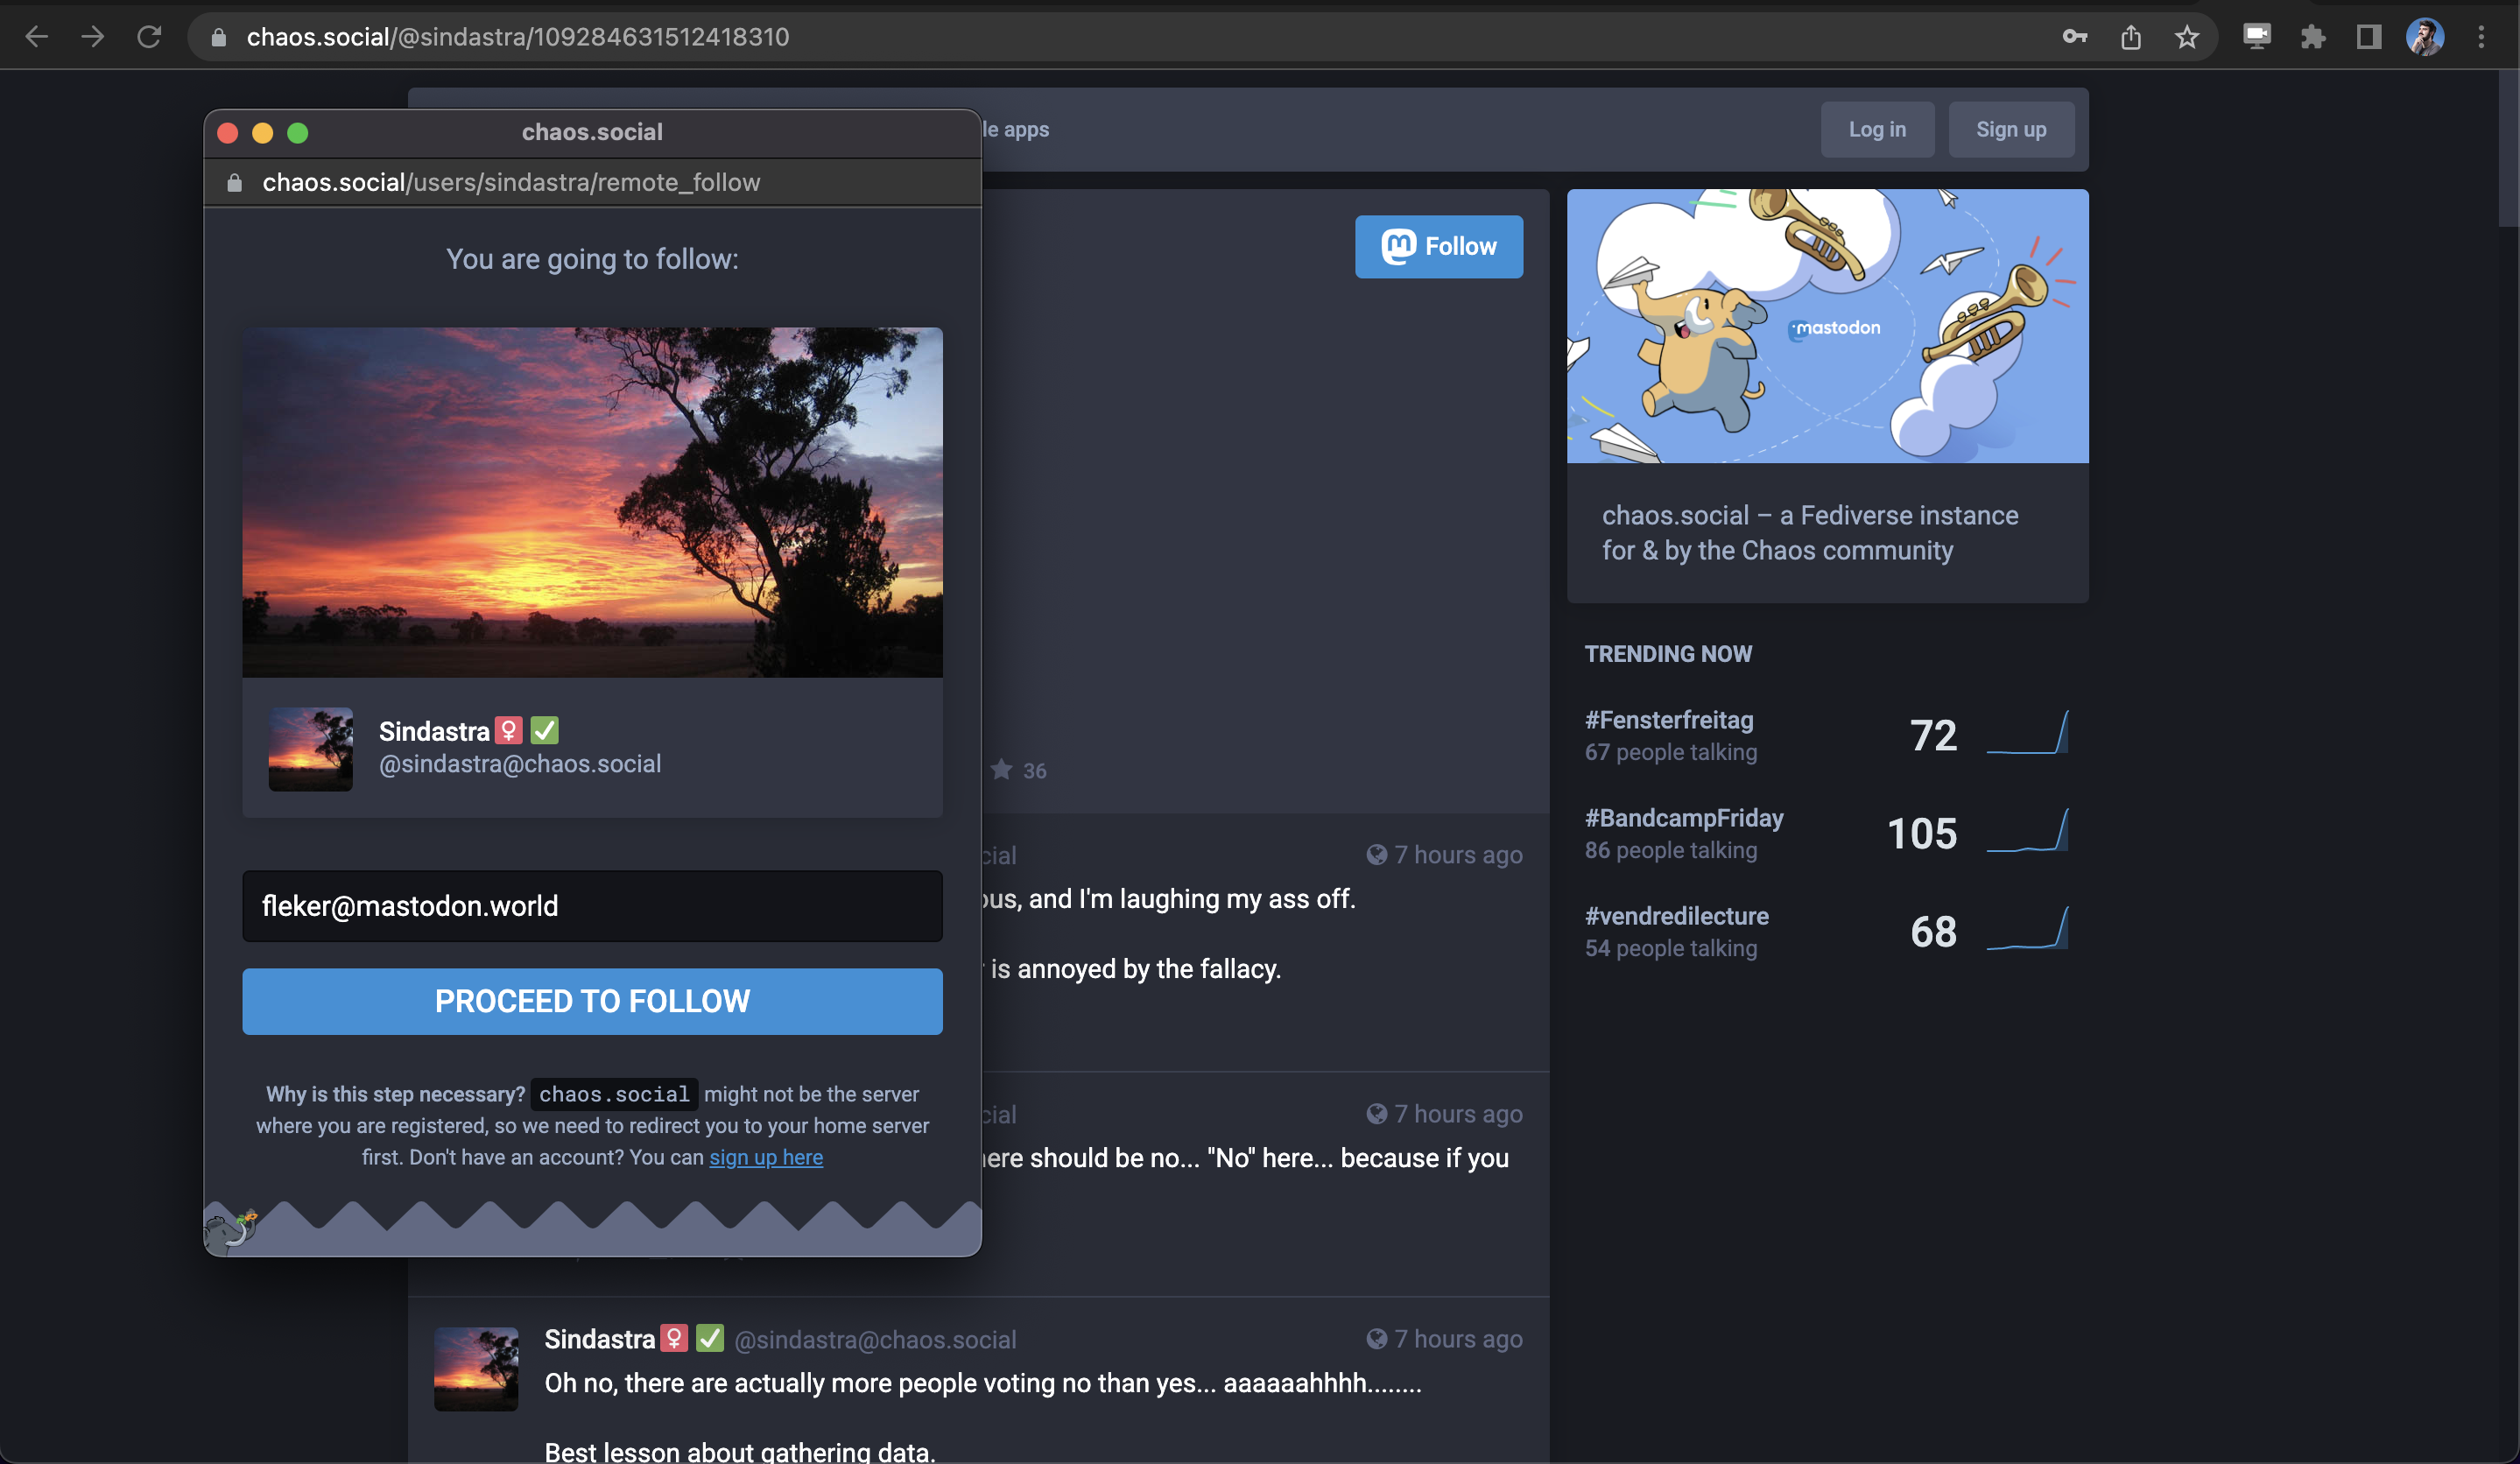 chaos.social/@sindastra/109284631512418310
le apps
Log in
Sign up
chaos.social
chaos.social/users/sindastra/remote_follow
You are going to follow:
Sindastra
@sindastra@chaos.social
fleker@mastodon.world
PROCEED TO FOLLOW
Why is this step necessary? chaos.social might not be the server
where you are registered, so we need to redirect you to your home server
first. Don't have an account? You can sign up here
Follow
36
cial
7 hours ago
ous, and I'm laughing my ass off.
is annoyed by the fallacy.
cial
7 hours ago
here should be no... "No" here... because if you
Sindastra @sindastra@chaos.social
7 hours ago
Oh no, there are actually more people voting no than yes... aaaaaahhhh........
Best lesson about gathering data.
mastodon
chaos.social – a Fediverse instance
for & by the Chaos community
TRENDING NOW
#Fensterfreitag
67 people talking
72
#BandcampFriday
86 people talking
105
#vendredilecture
54 people talking
68